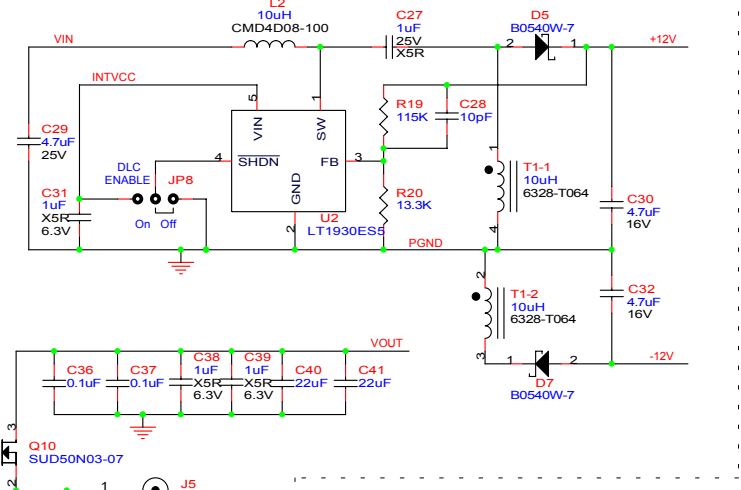 L2
10uH
CMD4D08-100
C27
1uF
25V
X5R
D5
B0540W-7
VIN
2
1
+12V
INTVCC
5
1
R19
115K
C28
10pF
VIN
SW
C29
4.7uF
25V
DLC
ENABLE
JP8
4
SHDN
FB
3
GND
1
T1-1
10uH
6328-T064
4
C31
1uF
X5R
6.3V
On
Off
2
U2
LT1930ES5
R20
13.3K
C30
4.7uF
16V
PGND
2
T1-2
10uH
6328-T064
3
C32
4.7uF
16V
1
2
-12V
D7
B0540W-7
VOUT
C36
0.1uF
C37
0.1uF
C38
1uF
X5R
6.3V
C39
1uF
X5R
6.3V
C40
22uF
C41
22uF
3
Q10
SUD50N03-07
2
1
J5